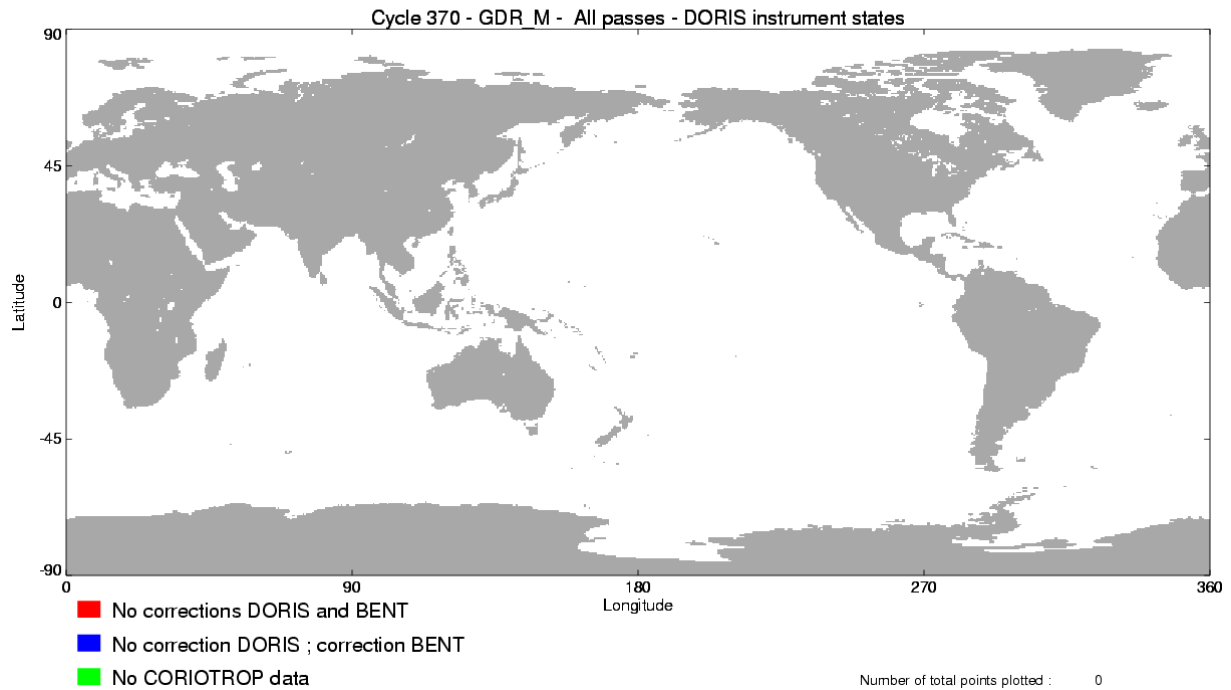 Cycle 370 - GDR_M - All passes - DORIS instrument states
90
45
0
-45
-90
Latitude
0 90 180 270 360
Longitude
No corrections DORIS and BENT
No correction DORIS ; correction BENT
No CORIOTROP data
Number of total points plotted : 0